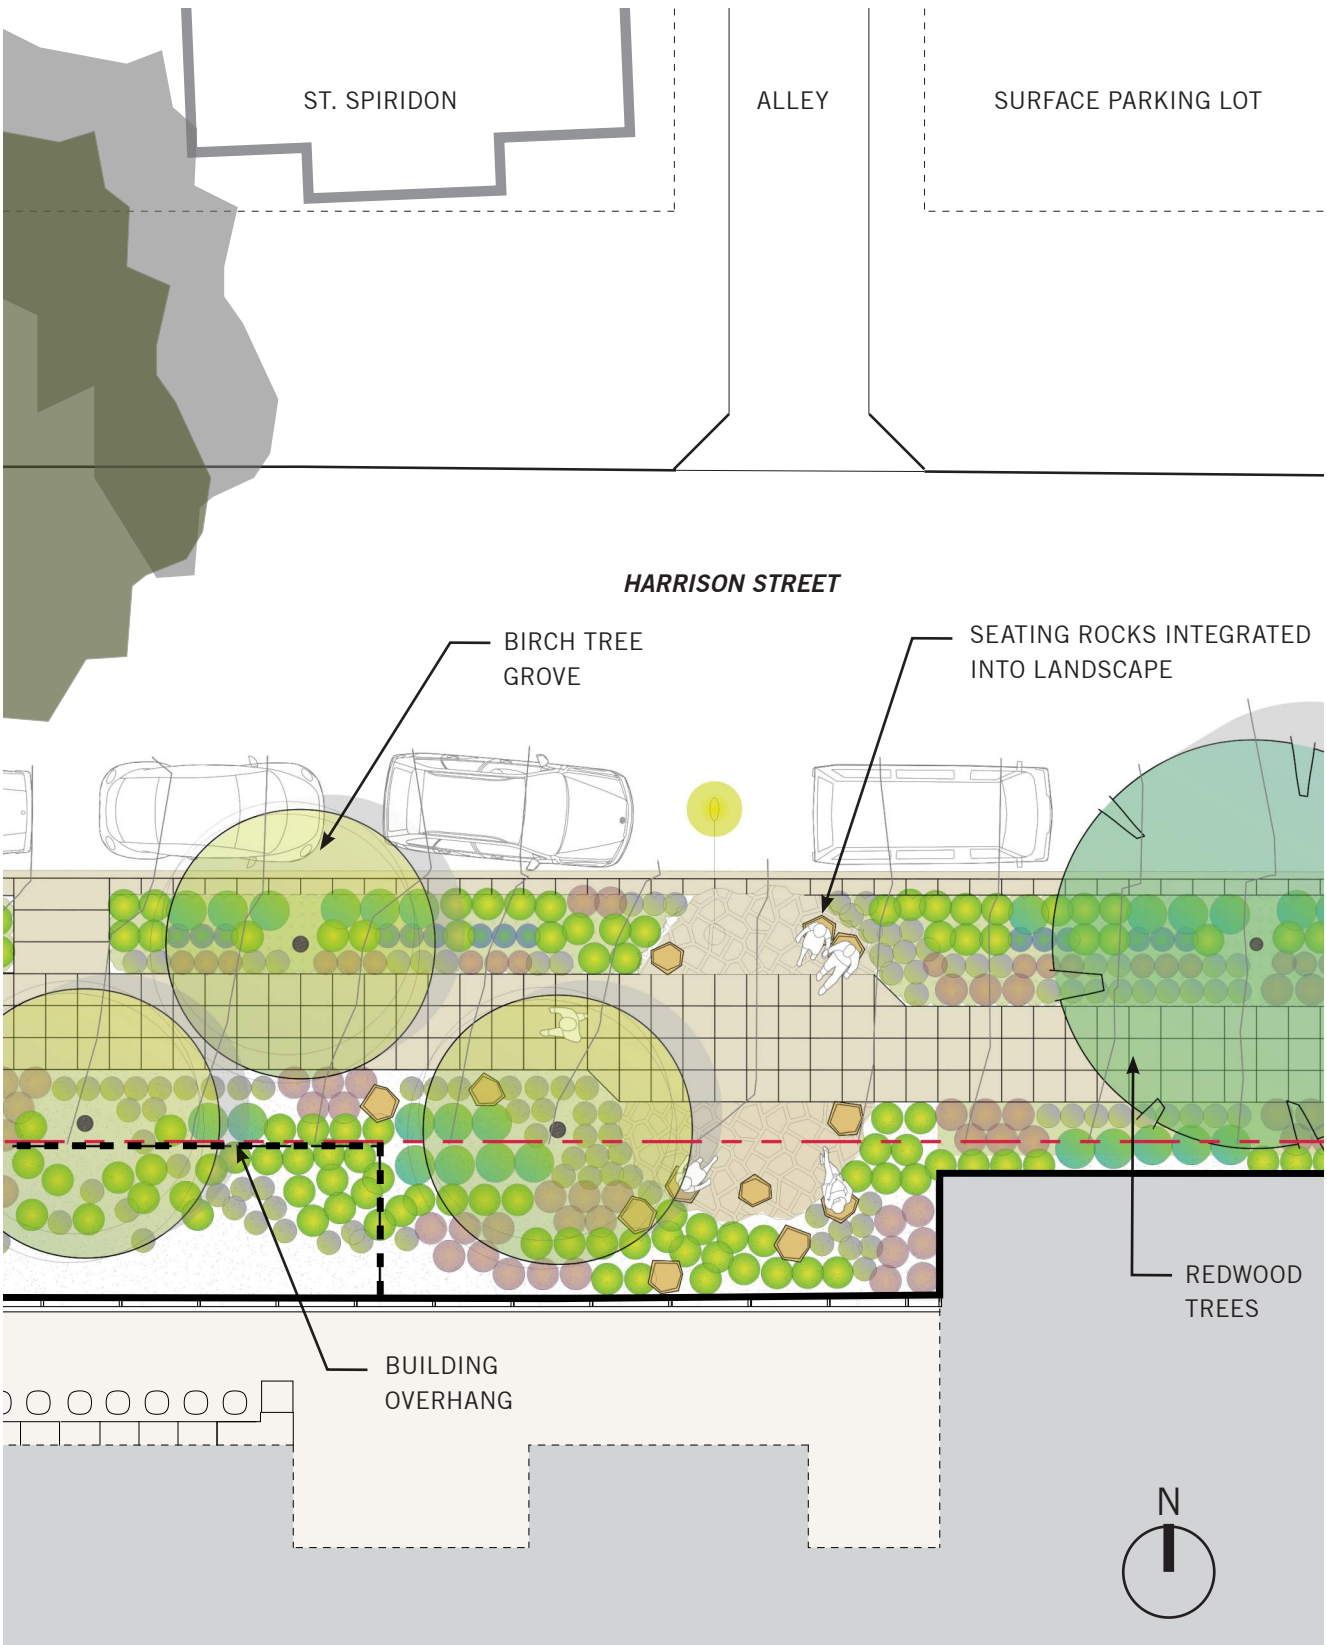 ST. SPIRIDON
ALLEY
SURFACE PARKING LOT
HARRISON STREET
BIRCH TREE
GROVE
SEATING ROCKS INTEGRATED
INTO LANDSCAPE
REDWOOD
TREES
BUILDING
OVERHANG
N